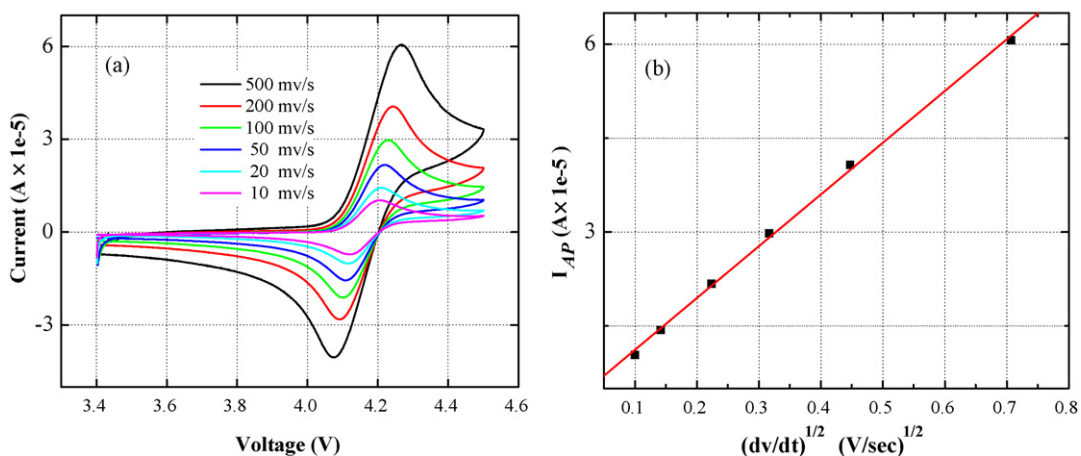 (a)
500 mv/s
200 mv/s
100 mv/s
50 mv/s
20 mv/s
10 mv/s
Current (A × 1e-5)
6
3
0
-3
3.4 3.6 3.8 4.0 4.2 4.4 4.6
Voltage (V)
(b)
I_AP (A× 1e-5)
6
3
0.1 0.2 0.3 0.4 0.5 0.6 0.7 0.8
(dv/dt)^1/2 (V/sec)^1/2